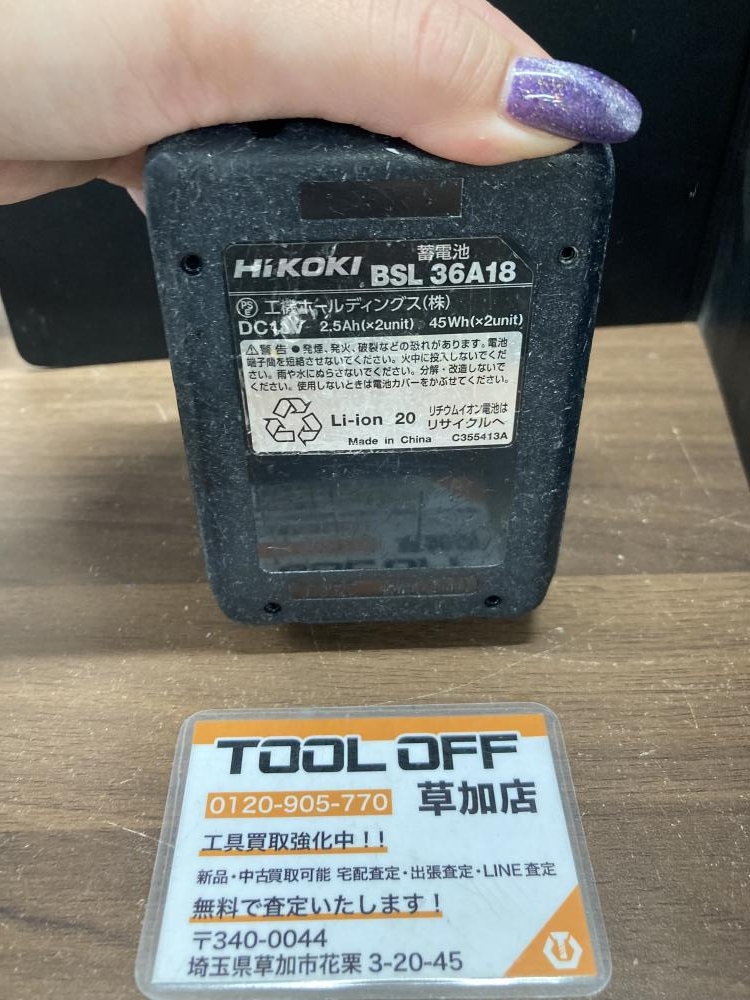 HiKOKI 蓄電池
BSL 36A18
PS E 工機ホールディングス(株)
DC18V 2.5Ah(×2unit) 45Wh(×2unit)
警告 ●発煙、発火、破裂などの恐れがあります。電池
端子間を短絡させないでください。火中に投入しないでくだ
さい。雨や水にぬらさないでください。分解・改造しないで
ください。使用しないときは電池カバーをかぶせてください。
Li-ion 20 リチウムイオン電池は
リサイクルへ
Made in China C355413A
TOOL OFF
0120-905-770 草加店
工具買取強化中!!
新品・中古買取可能 宅配査定・出張査定・LINE査定
無料で査定いたします!
〒340-0044
埼玉県草加市花栗 3-20-45